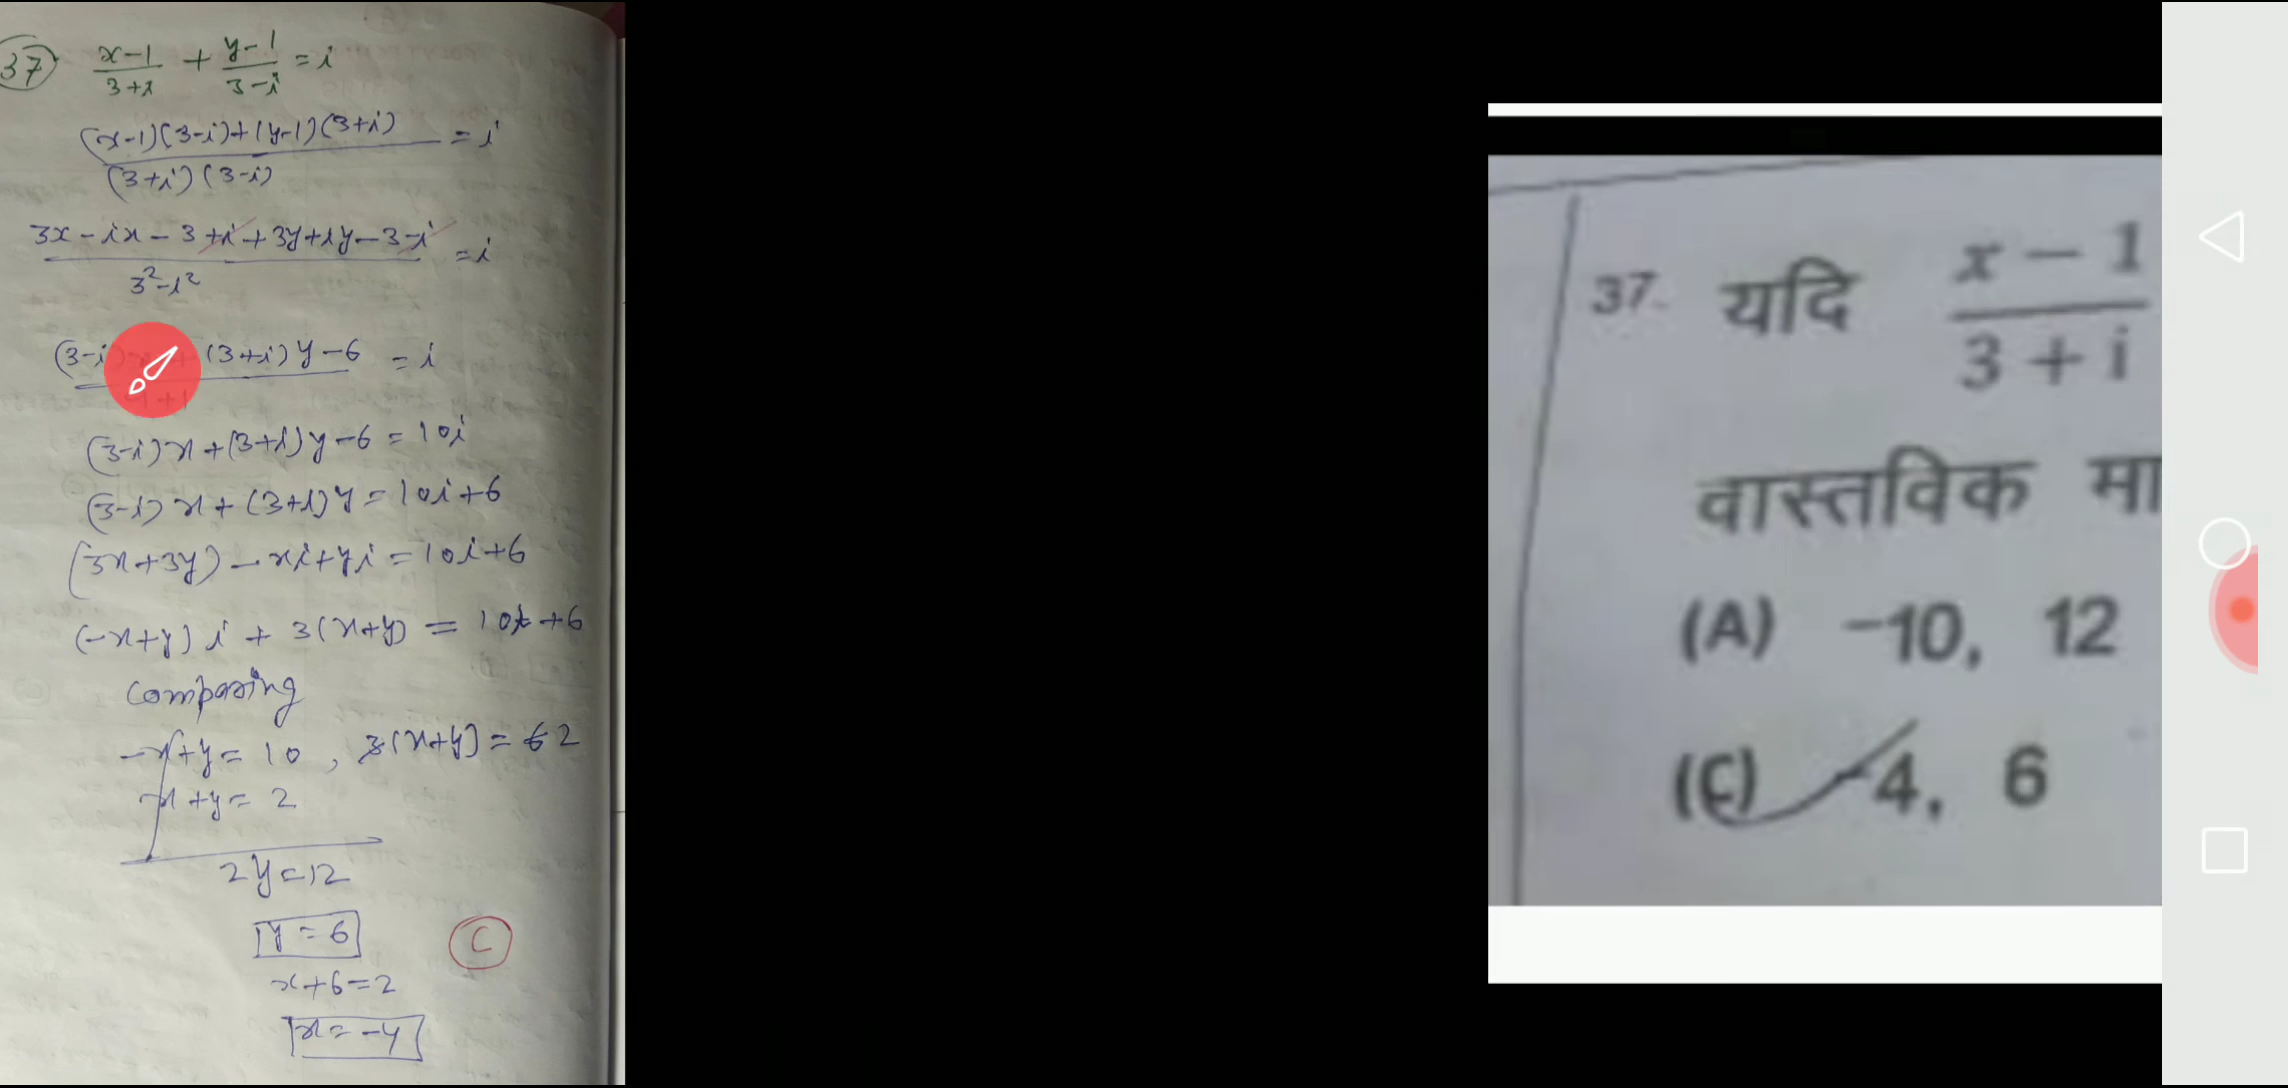 37 x-1/3+i + y-1/3-i = i
(x-1)(3-i)+(y-1)(3+i)/(3+i)(3-i) = i
3x-ix-3+i+3y+iy-3-i/3²-i² = i
(3-i) (3+i)y-6 = i
(3-i)x+(3+i)y-6=10i
(3-i)x+(3+i)y=10i+6
(3x+3y)-xi+yi=10i+6
(-x+y)i+3(x+y)=10i+6
comparing
-x+y=10, 3(x+y)=6 2
x+y=2
2y=12
y=6
C
x+6=2
x=-4
37. यदि x-1/3+i
वास्तविक मा
(A) -10, 12
(C) -4, 6